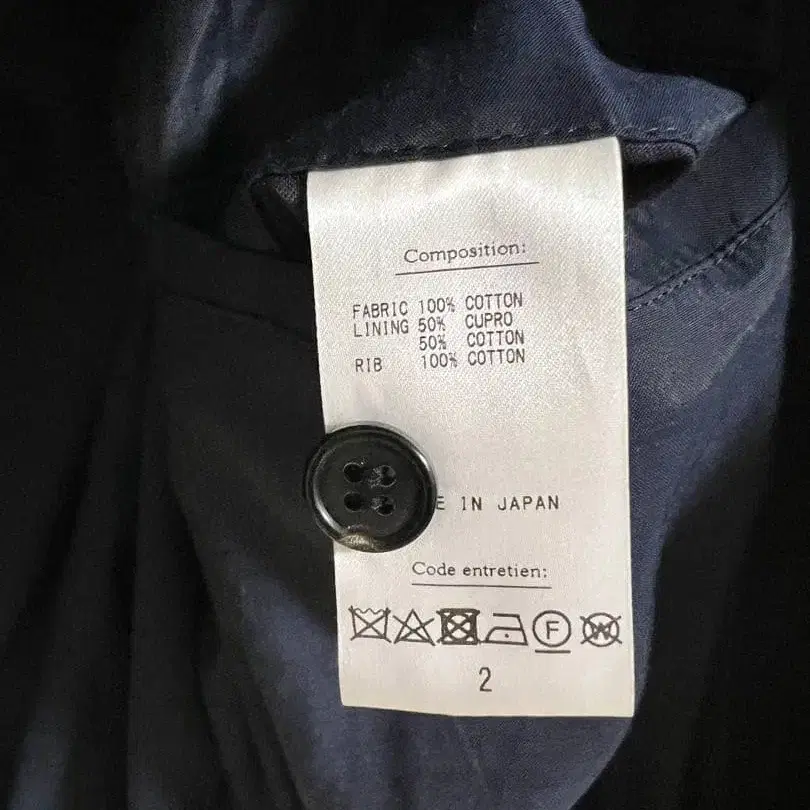 Composition:
FABRIC 100% COTTON
LINING 50% CUPRO
50% COTTON
RIB 100% COTTON
E IN JAPAN
Code entretien:
F W
2